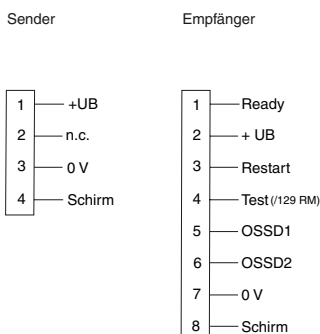 Sender
1 +UB
2 n.c.
3 0 V
4 Schirm
Empfänger
1 Ready
2 + UB
3 Restart
4 Test (/129 RM)
5 OSSD1
6 OSSD2
7 0 V
8 Schirm